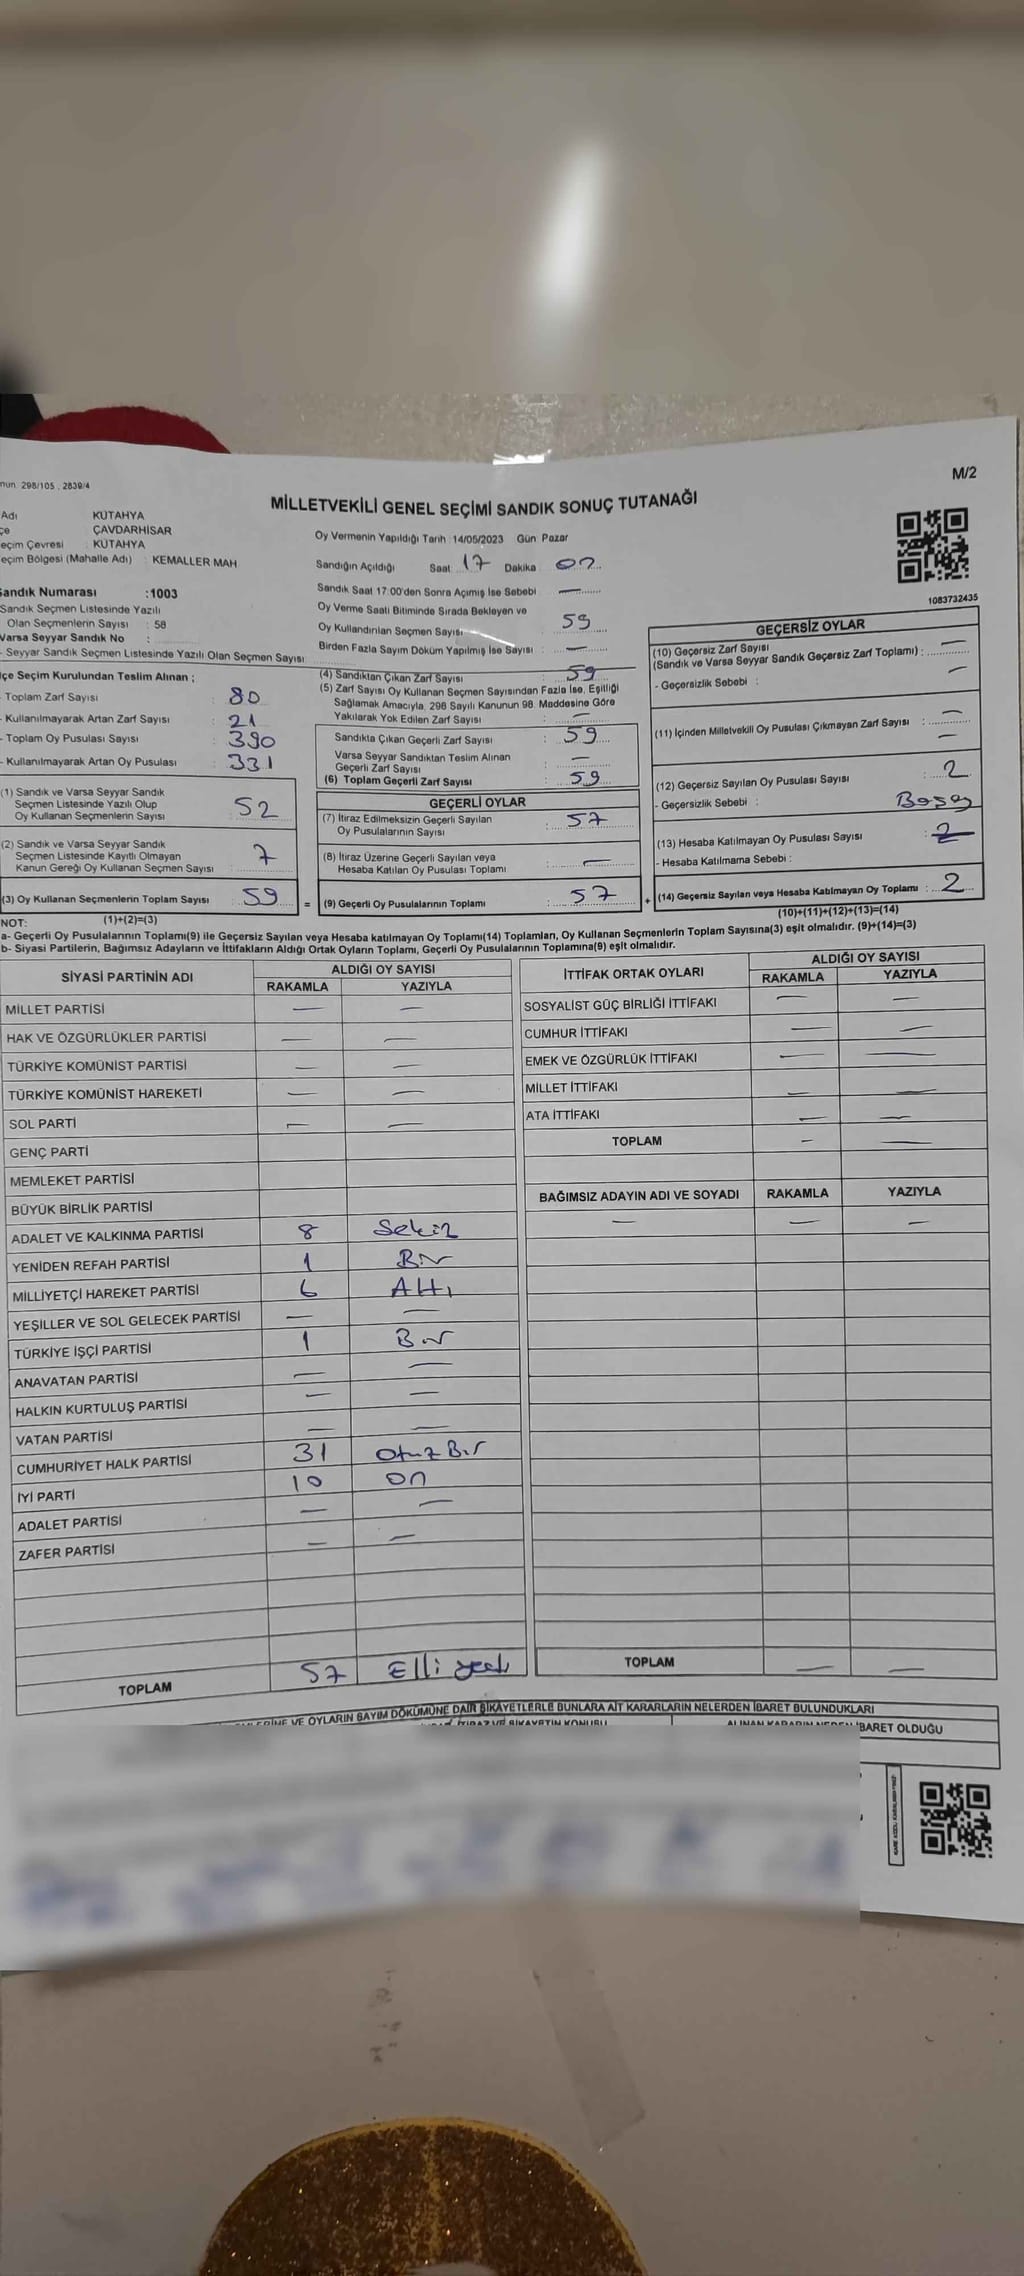 298/105 . 2839/4
M/2
MİLLETVEKİLİ GENEL SEÇİMİ SANDIK SONUÇ TUTANAĞI
Adı KÜTAHYA
çe ÇAVDARHİSAR
eçim Çevresi : KÜTAHYA
eçim Bölgesi (Mahalle Adı) : KEMALLER MAH
Sandık Numarası :1003
Sandık Seçmen Listesinde Yazılı
Olan Seçmenlerin Sayısı : 58
Varsa Seyyar Sandık No :
- Seyyar Sandık Seçmen Listesinde Yazılı Olan Seçmen Sayısı
çe Seçim Kurulundan Teslim Alınan ;
- Toplam Zarf Sayısı : 80
- Kullanılmayarak Artan Zarf Sayısı : 21
- Toplam Oy Pusulası Sayısı : 390
- Kullanılmayarak Artan Oy Pusulası : 331
(1) Sandık ve Varsa Seyyar Sandık
Seçmen Listesinde Yazılı Olup
Oy Kullanan Seçmenlerin Sayısı : 52
(2) Sandık ve Varsa Seyyar Sandık
Seçmen Listesinde Kayıtlı Olmayan
Kanun Gereği Oy Kullanan Seçmen Sayısı : 7
(3) Oy Kullanan Seçmenlerin Toplam Sayısı : 59 =
Oy Vermenin Yapıldığı Tarih :14/05/2023 Gün Pazar
Sandığın Açıldığı Saat 17 Dakika 00
Sandık Saat 17:00'den Sonra Açımış İse Sebebi : —
Oy Verme Saati Bitiminde Sırada Bekleyen ve
Oy Kullandırılan Seçmen Sayısı 59
Birden Fazla Sayım Döküm Yapılmış İse Sayısı : —
(4) Sandıktan Çıkan Zarf Sayısı : 59
(5) Zarf Sayısı Oy Kullanan Seçmen Sayısından Fazla İse, Eşitliği
Sağlamak Amacıyla, 298 Sayılı Kanunun 98. Maddesine Göre
Yakılarak Yok Edilen Zarf Sayısı : —
Sandıkta Çıkan Geçerli Zarf Sayısı : 59
Varsa Seyyar Sandıktan Teslim Alınan
Geçerli Zarf Sayısı : —
(6) Toplam Geçerli Zarf Sayısı : 59
GEÇERLİ OYLAR
(7) İtiraz Edilmeksizin Geçerli Sayılan
Oy Pusulalarının Sayısı : 57
(8) İtiraz Üzerine Geçerli Sayılan veya
Hesaba Katılan Oy Pusulası Toplamı : —
(9) Geçerli Oy Pusulalarının Toplamı : 57 +
1083732435
GEÇERSİZ OYLAR
(10) Geçersiz Zarf Sayısı
(Sandık ve Varsa Seyyar Sandık Geçersiz Zarf Toplamı) : —
- Geçersizlik Sebebi : —
(11) İçinden Milletvekili Oy Pusulası Çıkmayan Zarf Sayısı : —
(12) Geçersiz Sayılan Oy Pusulası Sayısı : 2
- Geçersizlik Sebebi :
(13) Hesaba Katılmayan Oy Pusulası Sayısı : 2
- Hesaba Katılmama Sebebi :
(14) Geçersiz Sayılan veya Hesaba Katılmayan Oy Toplamı : 2
NOT: (1)+(2)=(3) (10)+(11)+(12)+(13)=(14)
a- Geçerli Oy Pusulalarının Toplamı(9) ile Geçersiz Sayılan veya Hesaba katılmayan Oy Toplamı(14) Toplamları, Oy Kullanan Seçmenlerin Toplam Sayısına(3) eşit olmalıdır. (9)+(14)=(3)
b- Siyasi Partilerin, Bağımsız Adayların ve İttifakların Aldığı Ortak Oyların Toplamı, Geçerli Oy Pusulalarının Toplamına(9) eşit olmalıdır.
SİYASİ PARTİNİN ADI ALDIĞI OY SAYISI
RAKAMLA YAZIYLA
MİLLET PARTİSİ — —
HAK VE ÖZGÜRLÜKLER PARTİSİ — —
TÜRKİYE KOMÜNİST PARTİSİ — —
TÜRKİYE KOMÜNİST HAREKETİ — —
SOL PARTİ — —
GENÇ PARTİ
MEMLEKET PARTİSİ
BÜYÜK BİRLİK PARTİSİ
ADALET VE KALKINMA PARTİSİ 8 Sekiz
YENİDEN REFAH PARTİSİ 1 Bir
MİLLİYETÇİ HAREKET PARTİSİ 6 Altı
YEŞİLLER VE SOL GELECEK PARTİSİ — —
TÜRKİYE İŞÇİ PARTİSİ 1 Bir
ANAVATAN PARTİSİ — —
HALKIN KURTULUŞ PARTİSİ — —
VATAN PARTİSİ — —
CUMHURİYET HALK PARTİSİ 31 Otuz Bir
İYİ PARTİ 10 on
ADALET PARTİSİ — —
ZAFER PARTİSİ — —
TOPLAM 57 Elli yedi
İTTİFAK ORTAK OYLARI ALDIĞI OY SAYISI
RAKAMLA YAZIYLA
SOSYALİST GÜÇ BİRLİĞİ İTTİFAKI — —
CUMHUR İTTİFAKI — —
EMEK VE ÖZGÜRLÜK İTTİFAKI — —
MİLLET İTTİFAKI — —
ATA İTTİFAKI — —
TOPLAM — —
BAĞIMSIZ ADAYIN ADI VE SOYADI RAKAMLA YAZIYLA
— — —
TOPLAM — —
VE OYLARIN SAYIM DÖKÜMÜNE DAİR ŞİKAYETLERLE BUNLARA AİT KARARLARIN NELERDEN İBARET BULUNDUKLARI
İTİRAZ VE ŞİKAYETİN KONUSU ALINAN KARARIN NEDEN İBARET OLDUĞU